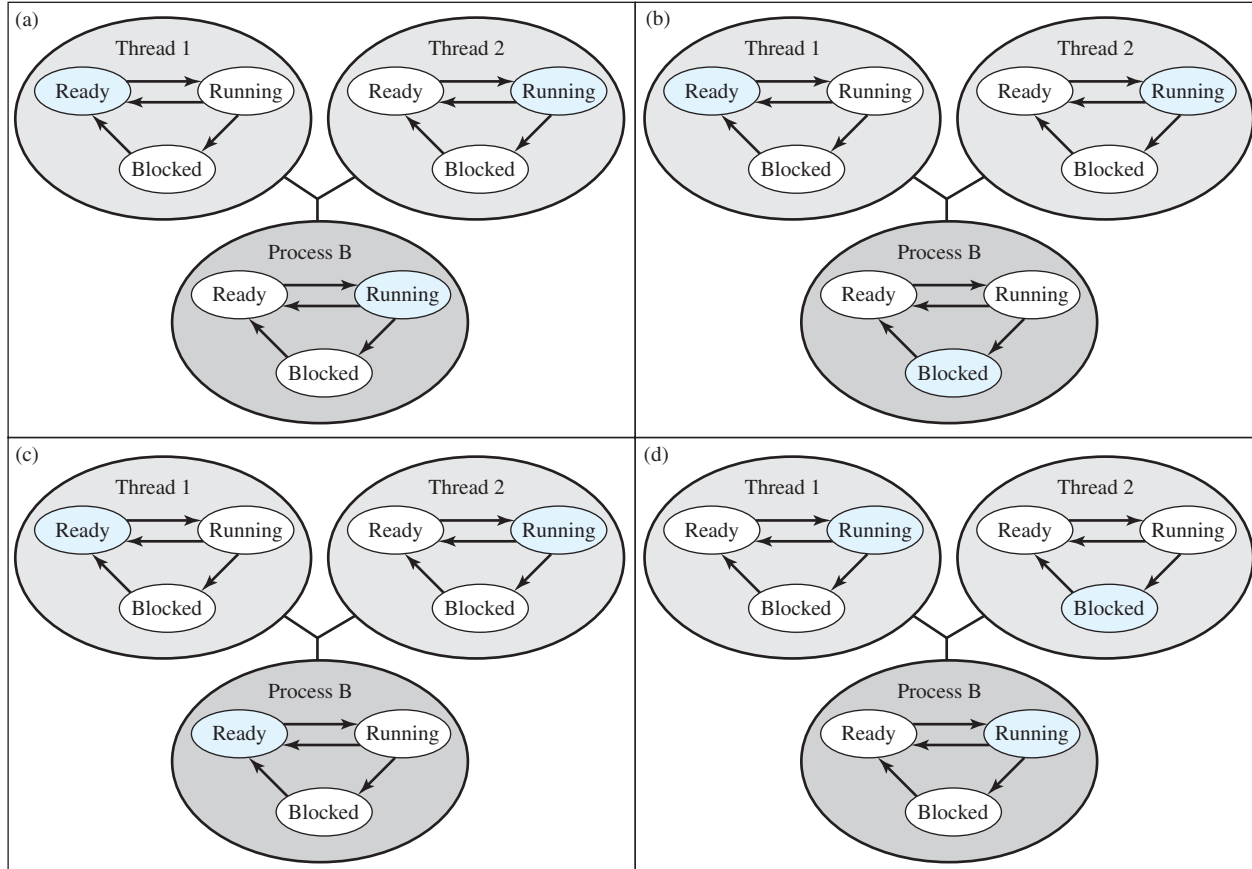 (a)
Thread 1
Ready
Running
Blocked
Thread 2
Ready
Running
Blocked
Process B
Ready
Running
Blocked
(b)
Thread 1
Ready
Running
Blocked
Thread 2
Ready
Running
Blocked
Process B
Ready
Running
Blocked
(c)
Thread 1
Ready
Running
Blocked
Thread 2
Ready
Running
Blocked
Process B
Ready
Running
Blocked
(d)
Thread 1
Ready
Running
Blocked
Thread 2
Ready
Running
Blocked
Process B
Ready
Running
Blocked